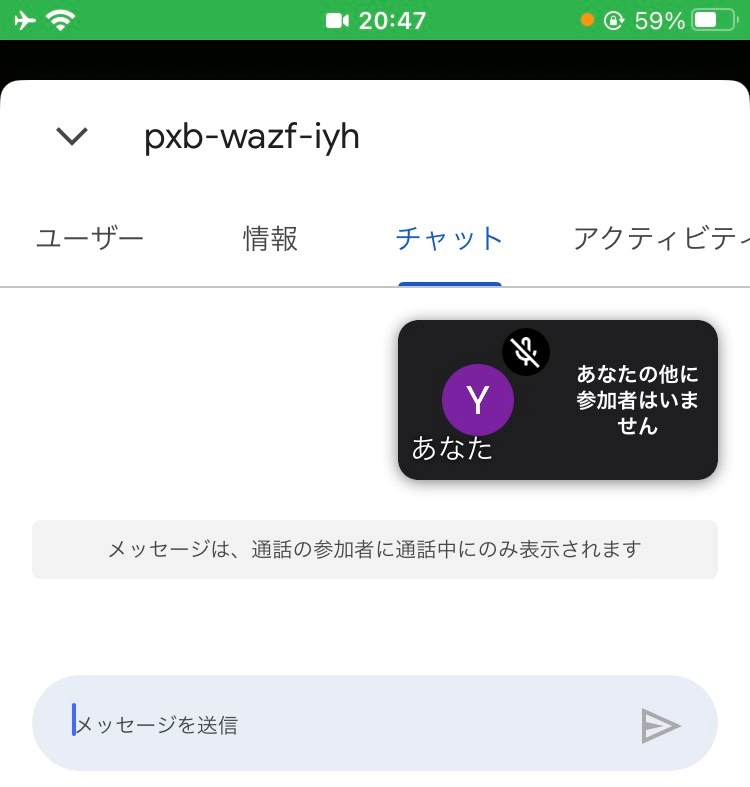 20:47
59%
pxb-wazf-iyh
ユーザー
情報
チャット
アクティビティ
Y
あなた
あなたの他に
参加者はいま
せん
メッセージは、通話の参加者に通話中にのみ表示されます
メッセージを送信